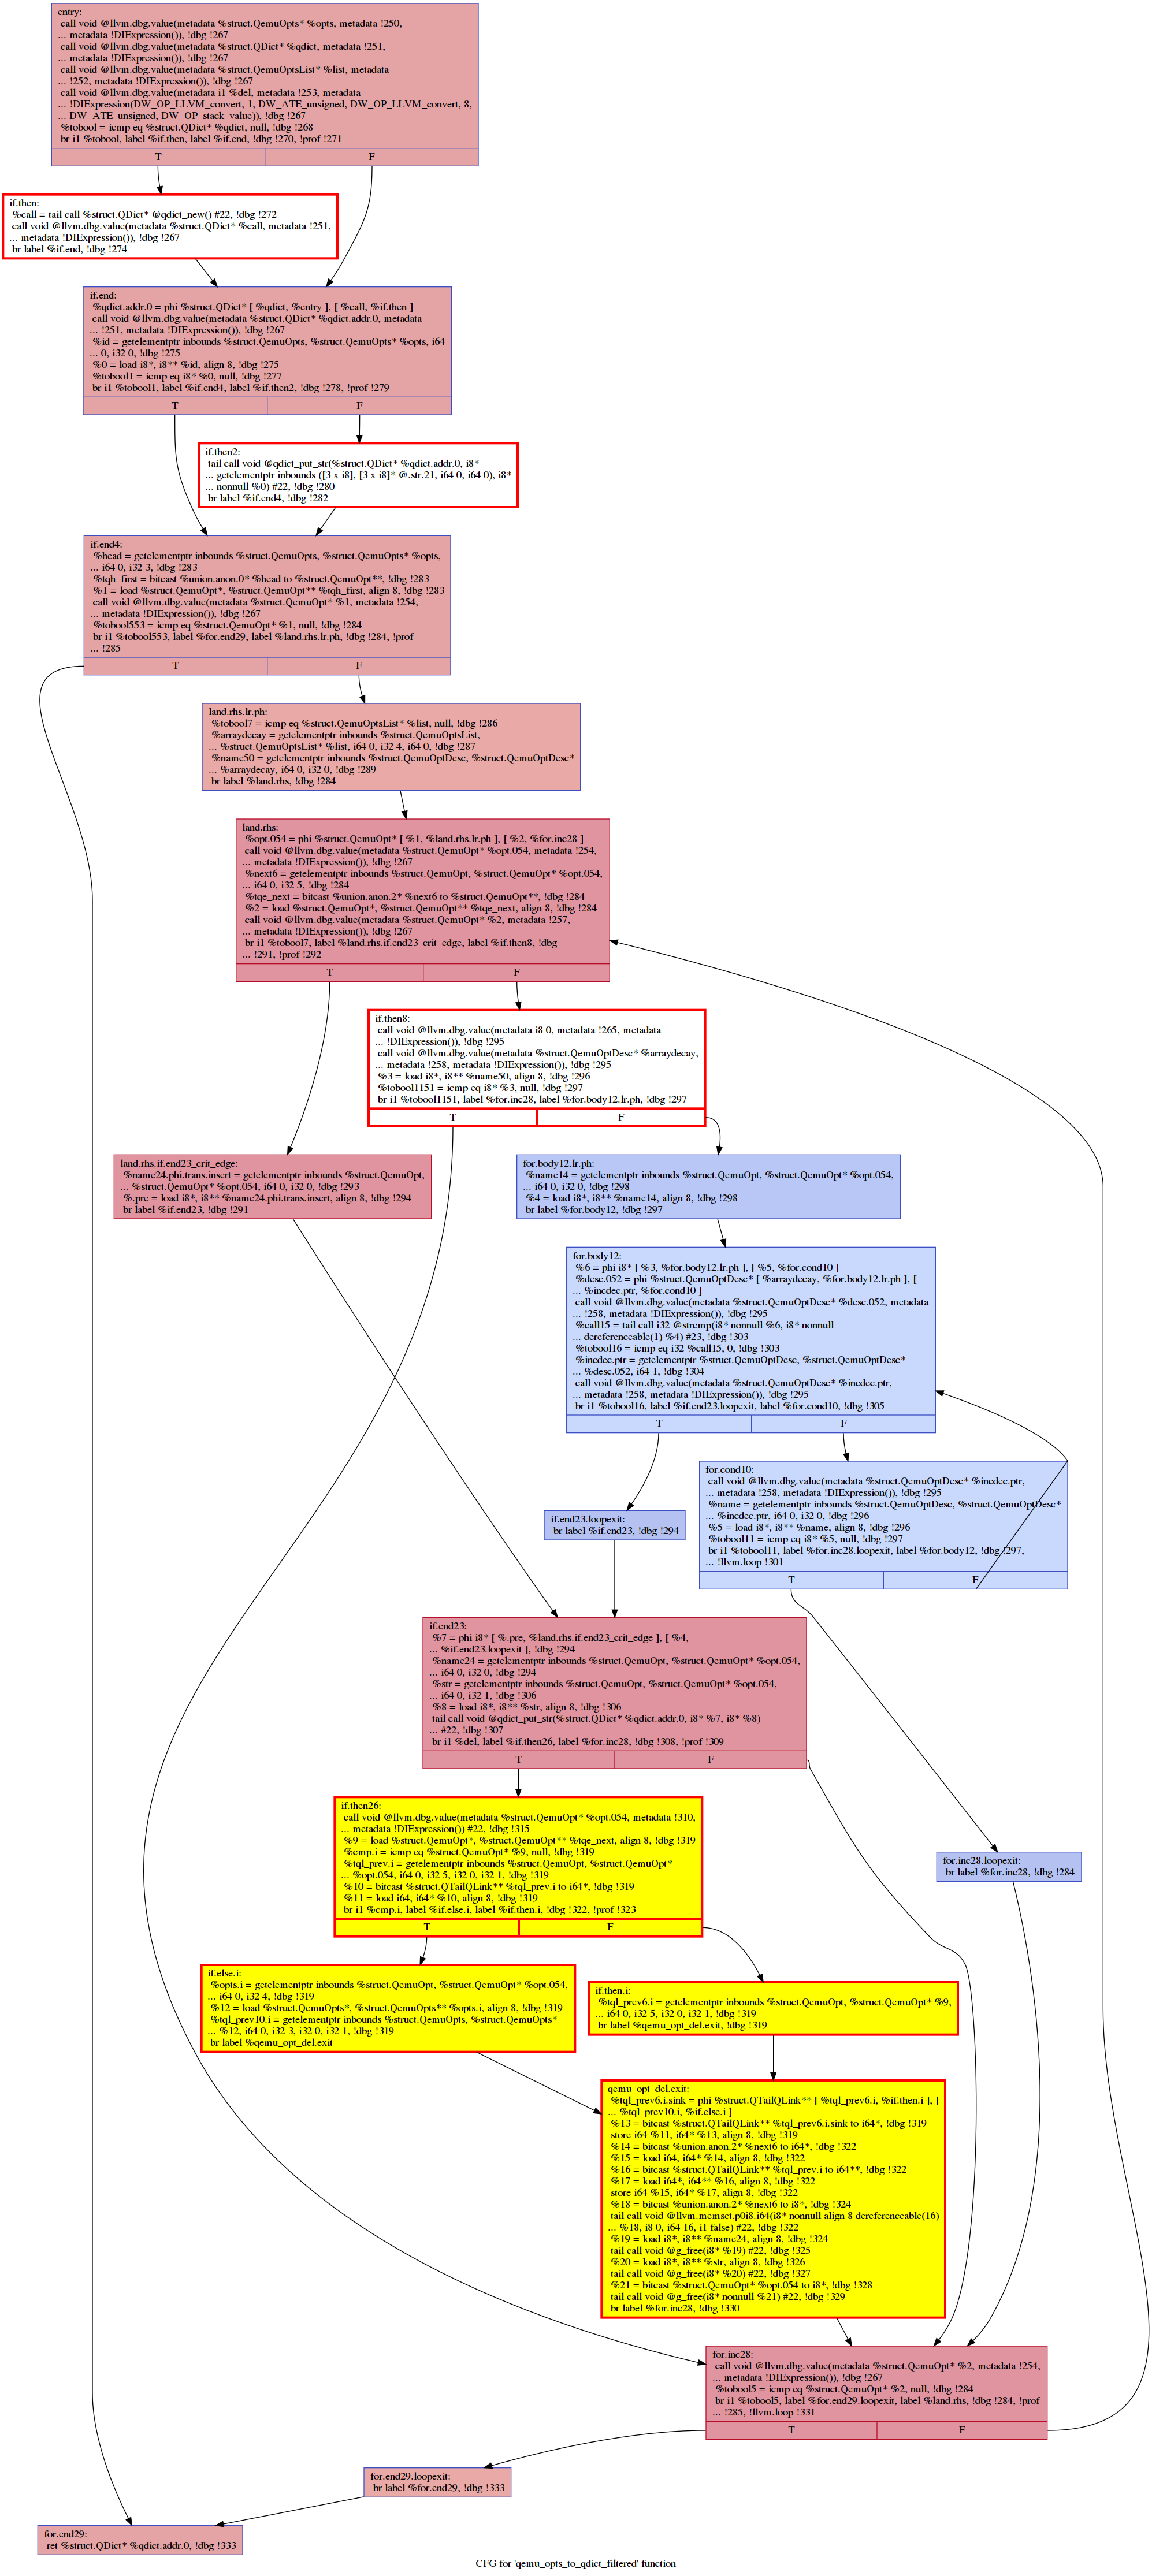 entry:
call void @llvm.dbg.value(metadata %struct.QemuOpts* %opts, metadata !250,
... metadata !DIExpression()), !dbg !267
call void @llvm.dbg.value(metadata %struct.QDict* %qdict, metadata !251,
... metadata !DIExpression()), !dbg !267
call void @llvm.dbg.value(metadata %struct.QemuOptsList* %list, metadata
... !252, metadata !DIExpression()), !dbg !267
call void @llvm.dbg.value(metadata i1 %del, metadata !253, metadata
... !DIExpression(DW_OP_LLVM_convert, 1, DW_ATE_unsigned, DW_OP_LLVM_convert, 8,
... DW_ATE_unsigned, DW_OP_stack_value)), !dbg !267
%tobool = icmp eq %struct.QDict* %qdict, null, !dbg !268
br i1 %tobool, label %if.then, label %if.end, !dbg !270, !prof !271
T F
if.then:
%call = tail call %struct.QDict* @qdict_new() #22, !dbg !272
call void @llvm.dbg.value(metadata %struct.QDict* %call, metadata !251,
... metadata !DIExpression()), !dbg !267
br label %if.end, !dbg !274
if.end:
%qdict.addr.0 = phi %struct.QDict* [ %qdict, %entry ], [ %call, %if.then ]
call void @llvm.dbg.value(metadata %struct.QDict* %qdict.addr.0, metadata
... !251, metadata !DIExpression()), !dbg !267
%id = getelementptr inbounds %struct.QemuOpts, %struct.QemuOpts* %opts, i64
... 0, i32 0, !dbg !275
%0 = load i8*, i8** %id, align 8, !dbg !275
%tobool1 = icmp eq i8* %0, null, !dbg !277
br i1 %tobool1, label %if.end4, label %if.then2, !dbg !278, !prof !279
T F
if.then2:
tail call void @qdict_put_str(%struct.QDict* %qdict.addr.0, i8*
... getelementptr inbounds ([3 x i8], [3 x i8]* @.str.21, i64 0, i64 0), i8*
... nonnull %0) #22, !dbg !280
br label %if.end4, !dbg !282
if.end4:
%head = getelementptr inbounds %struct.QemuOpts, %struct.QemuOpts* %opts,
... i64 0, i32 3, !dbg !283
%tqh_first = bitcast %union.anon.0* %head to %struct.QemuOpt**, !dbg !283
%1 = load %struct.QemuOpt*, %struct.QemuOpt** %tqh_first, align 8, !dbg !283
call void @llvm.dbg.value(metadata %struct.QemuOpt* %1, metadata !254,
... metadata !DIExpression()), !dbg !267
%tobool553 = icmp eq %struct.QemuOpt* %1, null, !dbg !284
br i1 %tobool553, label %for.end29, label %land.rhs.lr.ph, !dbg !284, !prof
... !285
T F
land.rhs.lr.ph:
%tobool7 = icmp eq %struct.QemuOptsList* %list, null, !dbg !286
%arraydecay = getelementptr inbounds %struct.QemuOptsList,
... %struct.QemuOptsList* %list, i64 0, i32 4, i64 0, !dbg !287
%name50 = getelementptr inbounds %struct.QemuOptDesc, %struct.QemuOptDesc*
... %arraydecay, i64 0, i32 0, !dbg !289
br label %land.rhs, !dbg !284
land.rhs:
%opt.054 = phi %struct.QemuOpt* [ %1, %land.rhs.lr.ph ], [ %2, %for.inc28 ]
call void @llvm.dbg.value(metadata %struct.QemuOpt* %opt.054, metadata !254,
... metadata !DIExpression()), !dbg !267
%next6 = getelementptr inbounds %struct.QemuOpt, %struct.QemuOpt* %opt.054,
... i64 0, i32 5, !dbg !284
%tqe_next = bitcast %union.anon.2* %next6 to %struct.QemuOpt**, !dbg !284
%2 = load %struct.QemuOpt*, %struct.QemuOpt** %tqe_next, align 8, !dbg !284
call void @llvm.dbg.value(metadata %struct.QemuOpt* %2, metadata !257,
... metadata !DIExpression()), !dbg !267
br i1 %tobool7, label %land.rhs.if.end23_crit_edge, label %if.then8, !dbg
... !291, !prof !292
T F
if.then8:
call void @llvm.dbg.value(metadata i8 0, metadata !265, metadata
... !DIExpression()), !dbg !295
call void @llvm.dbg.value(metadata %struct.QemuOptDesc* %arraydecay,
... metadata !258, metadata !DIExpression()), !dbg !295
%3 = load i8*, i8** %name50, align 8, !dbg !296
%tobool1151 = icmp eq i8* %3, null, !dbg !297
br i1 %tobool1151, label %for.inc28, label %for.body12.lr.ph, !dbg !297
T F
land.rhs.if.end23_crit_edge:
%name24.phi.trans.insert = getelementptr inbounds %struct.QemuOpt,
... %struct.QemuOpt* %opt.054, i64 0, i32 0, !dbg !293
%.pre = load i8*, i8** %name24.phi.trans.insert, align 8, !dbg !294
br label %if.end23, !dbg !291
for.body12.lr.ph:
%name14 = getelementptr inbounds %struct.QemuOpt, %struct.QemuOpt* %opt.054,
... i64 0, i32 0, !dbg !298
%4 = load i8*, i8** %name14, align 8, !dbg !298
br label %for.body12, !dbg !297
for.body12:
%6 = phi i8* [ %3, %for.body12.lr.ph ], [ %5, %for.cond10 ]
%desc.052 = phi %struct.QemuOptDesc* [ %arraydecay, %for.body12.lr.ph ], [
... %incdec.ptr, %for.cond10 ]
call void @llvm.dbg.value(metadata %struct.QemuOptDesc* %desc.052, metadata
... !258, metadata !DIExpression()), !dbg !295
%call15 = tail call i32 @strcmp(i8* nonnull %6, i8* nonnull
... dereferenceable(1) %4) #23, !dbg !303
%tobool16 = icmp eq i32 %call15, 0, !dbg !303
%incdec.ptr = getelementptr %struct.QemuOptDesc, %struct.QemuOptDesc*
... %desc.052, i64 1, !dbg !304
call void @llvm.dbg.value(metadata %struct.QemuOptDesc* %incdec.ptr,
... metadata !258, metadata !DIExpression()), !dbg !295
br i1 %tobool16, label %if.end23.loopexit, label %for.cond10, !dbg !305
T F
for.cond10:
call void @llvm.dbg.value(metadata %struct.QemuOptDesc* %incdec.ptr,
... metadata !258, metadata !DIExpression()), !dbg !295
%name = getelementptr inbounds %struct.QemuOptDesc, %struct.QemuOptDesc*
... %incdec.ptr, i64 0, i32 0, !dbg !296
%5 = load i8*, i8** %name, align 8, !dbg !296
%tobool11 = icmp eq i8* %5, null, !dbg !297
br i1 %tobool11, label %for.inc28.loopexit, label %for.body12, !dbg !297,
... !llvm.loop !301
T F
if.end23.loopexit:
br label %if.end23, !dbg !294
if.end23:
%7 = phi i8* [ %.pre, %land.rhs.if.end23_crit_edge ], [ %4,
... %if.end23.loopexit ], !dbg !294
%name24 = getelementptr inbounds %struct.QemuOpt, %struct.QemuOpt* %opt.054,
... i64 0, i32 0, !dbg !294
%str = getelementptr inbounds %struct.QemuOpt, %struct.QemuOpt* %opt.054,
... i64 0, i32 1, !dbg !306
%8 = load i8*, i8** %str, align 8, !dbg !306
tail call void @qdict_put_str(%struct.QDict* %qdict.addr.0, i8* %7, i8* %8)
... #22, !dbg !307
br i1 %del, label %if.then26, label %for.inc28, !dbg !308, !prof !309
T F
if.then26:
call void @llvm.dbg.value(metadata %struct.QemuOpt* %opt.054, metadata !310,
... metadata !DIExpression()) #22, !dbg !315
%9 = load %struct.QemuOpt*, %struct.QemuOpt** %tqe_next, align 8, !dbg !319
%cmp.i = icmp eq %struct.QemuOpt* %9, null, !dbg !319
%tql_prev.i = getelementptr inbounds %struct.QemuOpt, %struct.QemuOpt*
... %opt.054, i64 0, i32 5, i32 0, i32 1, !dbg !319
%10 = bitcast %struct.QTailQLink** %tql_prev.i to i64*, !dbg !319
%11 = load i64, i64* %10, align 8, !dbg !319
br i1 %cmp.i, label %if.else.i, label %if.then.i, !dbg !322, !prof !323
T F
for.inc28.loopexit:
br label %for.inc28, !dbg !284
if.else.i:
%opts.i = getelementptr inbounds %struct.QemuOpt, %struct.QemuOpt* %opt.054,
... i64 0, i32 4, !dbg !319
%12 = load %struct.QemuOpts*, %struct.QemuOpts** %opts.i, align 8, !dbg !319
%tql_prev10.i = getelementptr inbounds %struct.QemuOpts, %struct.QemuOpts*
... %12, i64 0, i32 3, i32 0, i32 1, !dbg !319
br label %qemu_opt_del.exit
if.then.i:
%tql_prev6.i = getelementptr inbounds %struct.QemuOpt, %struct.QemuOpt* %9,
... i64 0, i32 5, i32 0, i32 1, !dbg !319
br label %qemu_opt_del.exit, !dbg !319
qemu_opt_del.exit:
%tql_prev6.i.sink = phi %struct.QTailQLink** [ %tql_prev6.i, %if.then.i ], [
... %tql_prev10.i, %if.else.i ]
%13 = bitcast %struct.QTailQLink** %tql_prev6.i.sink to i64*, !dbg !319
store i64 %11, i64* %13, align 8, !dbg !319
%14 = bitcast %union.anon.2* %next6 to i64*, !dbg !322
%15 = load i64, i64* %14, align 8, !dbg !322
%16 = bitcast %struct.QTailQLink** %tql_prev.i to i64**, !dbg !322
%17 = load i64*, i64** %16, align 8, !dbg !322
store i64 %15, i64* %17, align 8, !dbg !322
%18 = bitcast %union.anon.2* %next6 to i8*, !dbg !324
tail call void @llvm.memset.p0i8.i64(i8* nonnull align 8 dereferenceable(16)
... %18, i8 0, i64 16, i1 false) #22, !dbg !322
%19 = load i8*, i8** %name24, align 8, !dbg !324
tail call void @g_free(i8* %19) #22, !dbg !325
%20 = load i8*, i8** %str, align 8, !dbg !326
tail call void @g_free(i8* %20) #22, !dbg !327
%21 = bitcast %struct.QemuOpt* %opt.054 to i8*, !dbg !328
tail call void @g_free(i8* nonnull %21) #22, !dbg !329
br label %for.inc28, !dbg !330
for.inc28:
call void @llvm.dbg.value(metadata %struct.QemuOpt* %2, metadata !254,
... metadata !DIExpression()), !dbg !267
%tobool5 = icmp eq %struct.QemuOpt* %2, null, !dbg !284
br i1 %tobool5, label %for.end29.loopexit, label %land.rhs, !dbg !284, !prof
... !285, !llvm.loop !331
T F
for.end29.loopexit:
br label %for.end29, !dbg !333
for.end29:
ret %struct.QDict* %qdict.addr.0, !dbg !333
CFG for 'qemu_opts_to_qdict_filtered' function